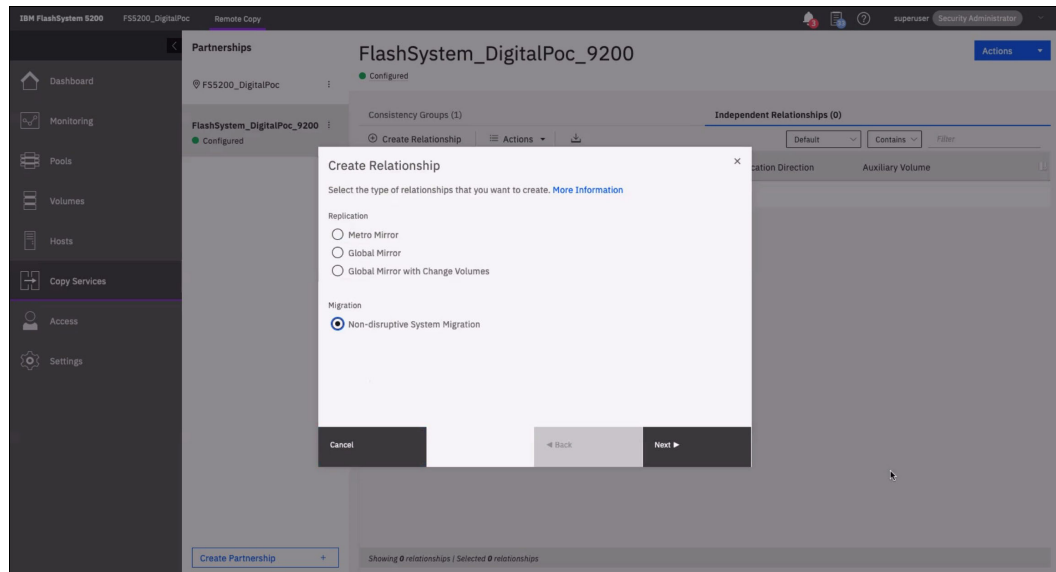 IBM FlashSystem 5200 FS5200_DigitalPoc Remote Copy superuser Security Administrator
Partnerships
FS5200_DigitalPoc
FlashSystem_DigitalPoc_9200
Configured
Create Partnership +
Dashboard
Monitoring
Pools
Volumes
Hosts
Copy Services
Access
Settings
FlashSystem_DigitalPoc_9200
Configured
Actions
Consistency Groups (1) Independent Relationships (0)
Create Relationship Actions Default Contains Filter
cation Direction Auxiliary Volume
Create Relationship
Select the type of relationships that you want to create. More Information
Replication
Metro Mirror
Global Mirror
Global Mirror with Change Volumes
Migration
Non-disruptive System Migration
Cancel Back Next
Showing 0 relationships | Selected 0 relationships